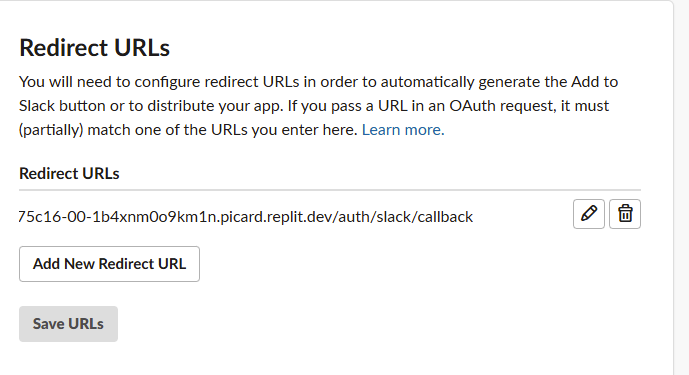 Redirect URLs
You will need to configure redirect URLs in order to automatically generate the Add to
Slack button or to distribute your app. If you pass a URL in an OAuth request, it must
(partially) match one of the URLs you enter here. Learn more.
Redirect URLs
75c16-00-1b4xnm0o9km1n.picard.replit.dev/auth/slack/callback
Add New Redirect URL
Save URLs